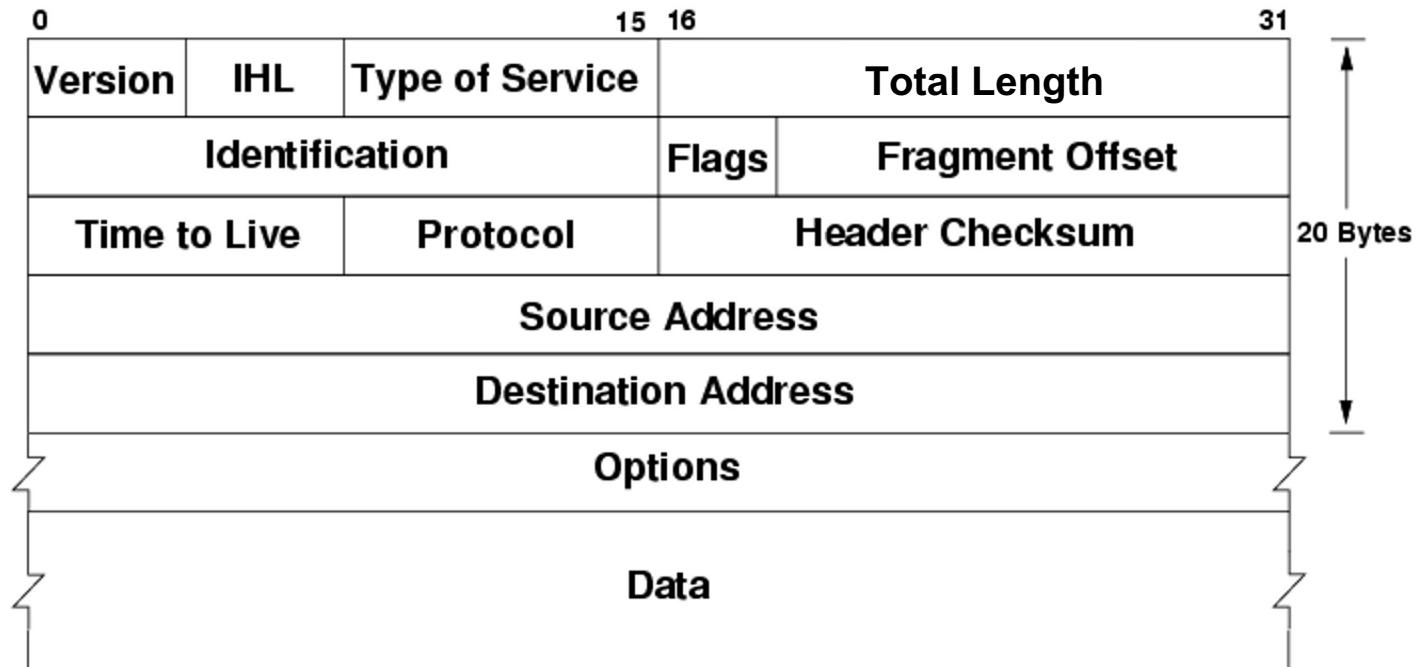 0 15 16 31
Version IHL Type of Service Total Length
Identification Flags Fragment Offset
Time to Live Protocol Header Checksum
20 Bytes
Source Address
Destination Address
Options
Data